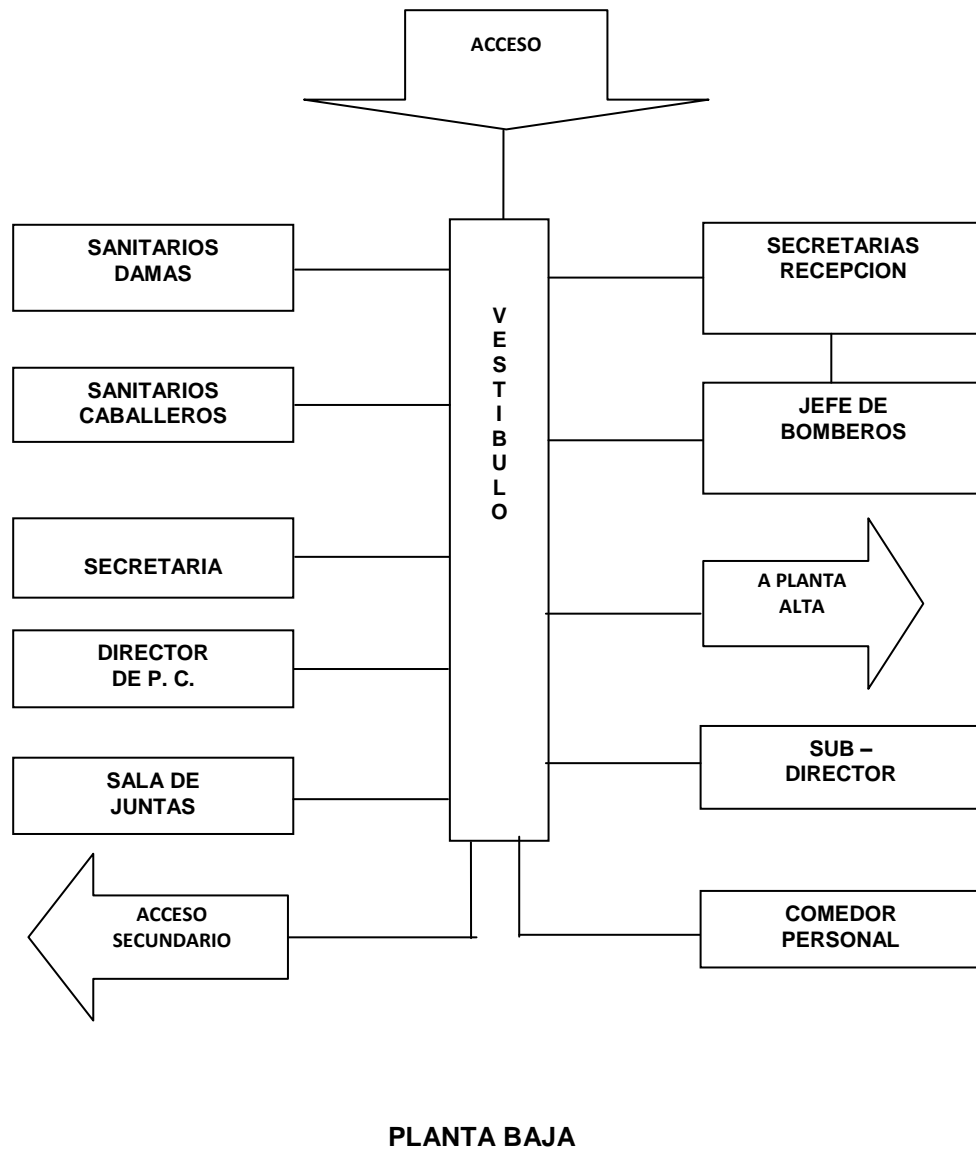 ACCESO
SANITARIOS
DAMAS
SECRETARIAS
RECEPCION
V
E
S
T
I
B
U
L
O
SANITARIOS
CABALLEROS
JEFE DE
BOMBEROS
SECRETARIA
A PLANTA
ALTA
DIRECTOR
DE P. C.
SUB –
DIRECTOR
SALA DE
JUNTAS
ACCESO
SECUNDARIO
COMEDOR
PERSONAL
PLANTA BAJA